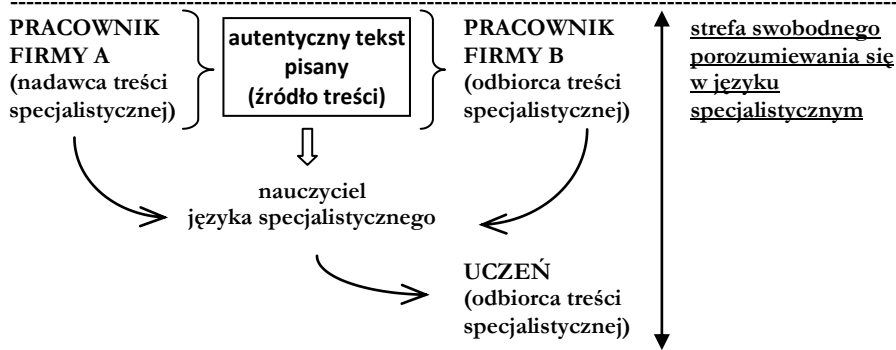 PRACOWNIK
FIRMY A
(nadawca treści
specjalistycznej)
autentyczny tekst
pisany
(źródło treści)
PRACOWNIK
FIRMY B
(odbiorca treści
specjalistycznej)
strefa swobodnego
porozumiewania się
w języku
specjalistycznym
nauczyciel
języka specjalistycznego
UCZEŃ
(odbiorca treści
specjalistycznej)